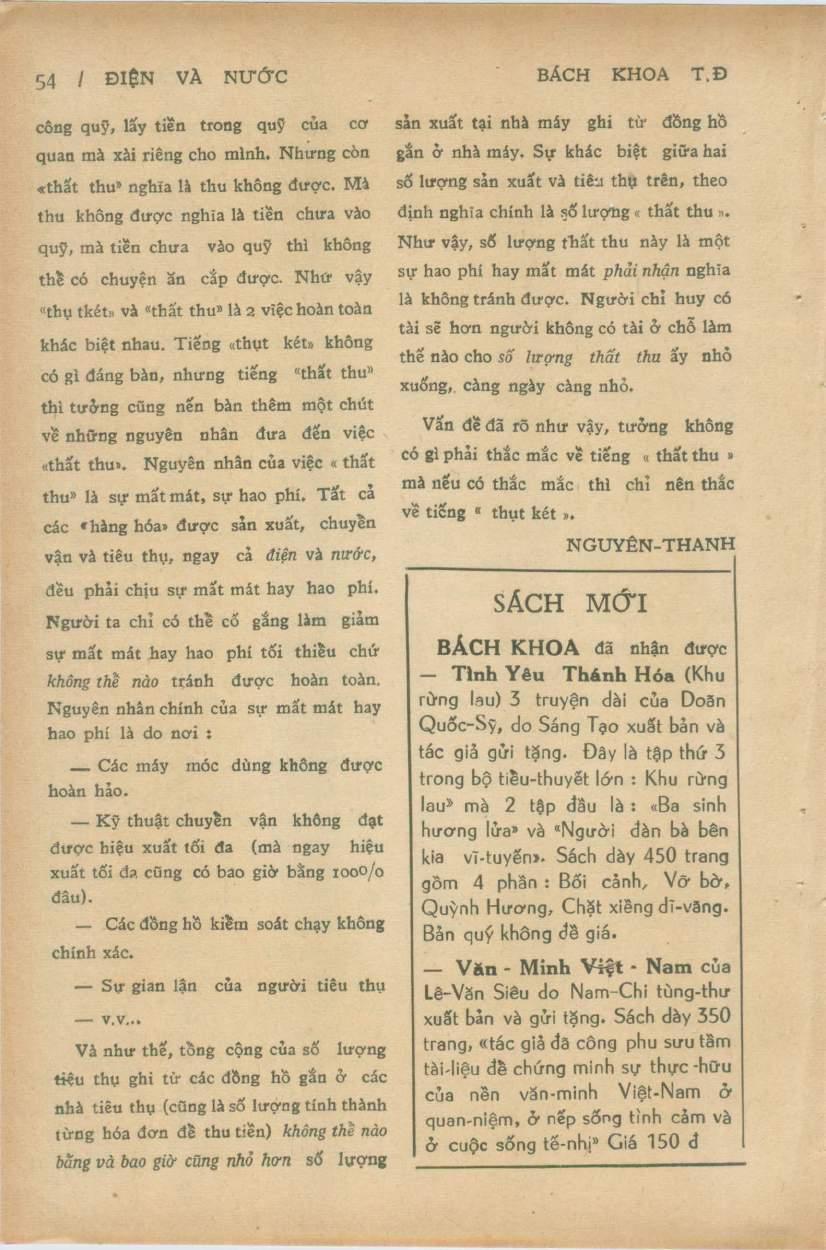 54 / ĐIỆN VÀ NƯỚC
BÁCH KHOA T.Đ
công quỹ, lấy tiền trong quỹ của cơ
quan mà xài riêng cho mình. Nhưng còn
«thất thu» nghĩa là thu không được. Mà
thu không được nghĩa là tiền chưa vào
quỹ, mà tiền chưa vào quỹ thì không
thể có chuyện ăn cắp được. Như vậy
«thụ tkét» và «thất thu» là 2 việc hoàn toàn
khác biệt nhau. Tiếng «thụt két» không
có gì đáng bàn, nhưng tiếng «thất thu»
thì tưởng cũng nến bàn thêm một chút
về những nguyên nhân đưa đến việc
«thất thu». Nguyên nhân của việc « thất
thu» là sự mất mát, sự hao phí. Tất cả
các «hàng hóa» được sản xuất, chuyển
vận và tiêu thụ, ngay cả điện và nước,
đều phải chịu sự mất mát hay hao phí.
Người ta chỉ có thể cố gắng làm giảm
sự mất mát hay hao phí tối thiểu chứ
không thể nào tránh được hoàn toàn.
Nguyên nhân chính của sự mất mát hay
hao phí là do nơi :
— Các máy móc dùng không được
hoàn hảo.
— Kỹ thuật chuyển vận không đạt
được hiệu xuất tối đa (mà ngay hiệu
xuất tối đa cũng có bao giờ bằng 100%
đâu).
— Các đồng hồ kiểm soát chạy không
chính xác.
— Sự gian lận của người tiêu thụ
— v.v...
Và như thế, tổng cộng của số lượng
tiêu thụ ghi từ các đồng hồ gắn ở các
nhà tiêu thụ (cũng là số lượng tính thành
từng hóa đơn để thu tiền) không thể nào
bằng và bao giờ cũng nhỏ hơn số lượng
sản xuất tại nhà máy ghi từ đồng hồ
gắn ở nhà máy. Sự khác biệt giữa hai
số lượng sản xuất và tiêu thụ trên, theo
định nghĩa chính là số lượng « thất thu ».
Như vậy, số lượng thất thu này là một
sự hao phí hay mất mát phải nhận nghĩa
là không tránh được. Người chỉ huy có
tài sẽ hơn người không có tài ở chỗ làm
thế nào cho số lượng thất thu ấy nhỏ
xuống, càng ngày càng nhỏ.
Vấn đề đã rõ như vậy, tưởng không
có gì phải thắc mắc về tiếng « thất thu »
mà nếu có thắc mắc thì chỉ nên thắc
về tiếng « thụt két ».
NGUYÊN-THANH
SÁCH MỚI
BÁCH KHOA đã nhận được
— Tình Yêu Thánh Hóa (Khu
rừng lau) 3 truyện dài của Doãn
Quốc-Sỹ, do Sáng Tạo xuất bản và
tác giả gửi tặng. Đây là tập thứ 3
trong bộ tiểu-thuyết lớn : Khu rừng
lau» mà 2 tập đầu là : «Ba sinh
hương lửa» và «Người đàn bà bên
kia vĩ-tuyến». Sách dày 450 trang
gồm 4 phần : Bối cảnh, Vỡ bờ,
Quỳnh Hương, Chặt xiềng dĩ-vãng.
Bản quý không đề giá.
— Văn - Minh Việt - Nam của
Lê-Văn Siêu do Nam-Chi tùng-thư
xuất bản và gửi tặng. Sách dày 350
trang, «tác giả đã công phu sưu tầm
tài-liệu để chứng minh sự thực-hữu
của nền văn-minh Việt-Nam ở
quan-niệm, ở nếp sống tình cảm và
ở cuộc sống tế-nhị» Giá 150 đ